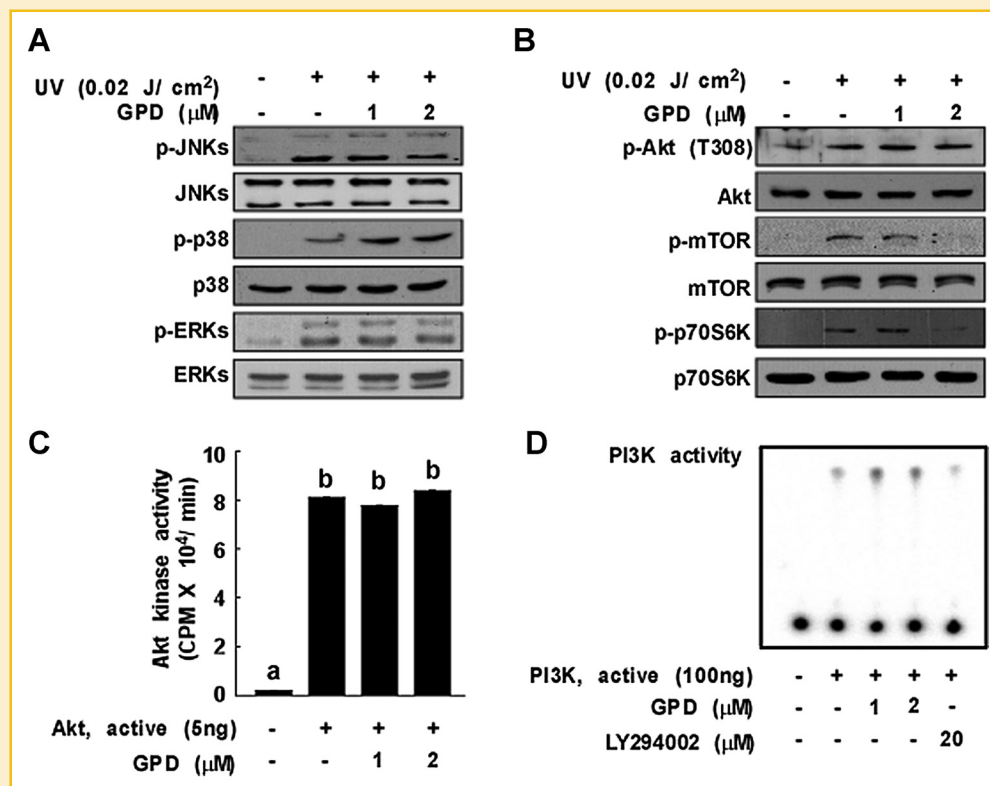 A
UV (0.02 J/ cm²) - + + +
GPD (μM) - - 1 2
p-JNKs
JNKs
p-p38
p38
p-ERKs
ERKs
B
UV (0.02 J/ cm²) - + + +
GPD (μM) - - 1 2
p-Akt (T308)
Akt
p-mTOR
mTOR
p-p70S6K
p70S6K
C
Akt kinase activity
(CPM X 10⁴/ min)
10
8
6
4
2
0
a b b b
Akt, active (5ng) - + + +
GPD (μM) - - 1 2
D
PI3K activity
PI3K, active (100ng) - + + + +
GPD (μM) - - 1 2 -
LY294002 (μM) - - - - 20